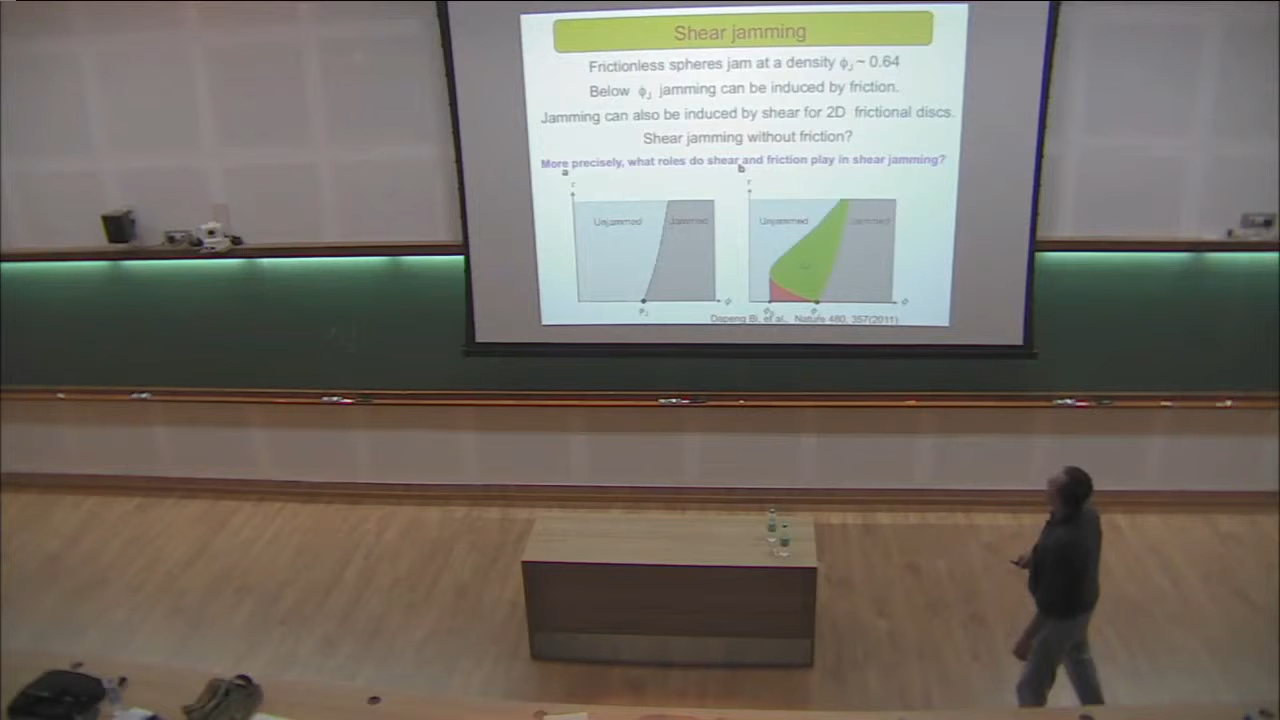 Shear jamming
Frictionless spheres jam at a density ϕJ ~ 0.64
Below ϕJ jamming can be induced by friction.
Jamming can also be induced by shear for 2D frictional discs.
Shear jamming without friction?
More precisely, what roles do shear and friction play in shear jamming?
a
b
τ
τ
Unjammed
Jammed
Unjammed
Jammed
ϕ
ϕ
Dapeng Bi, et al., Nature 480, 357(2011)